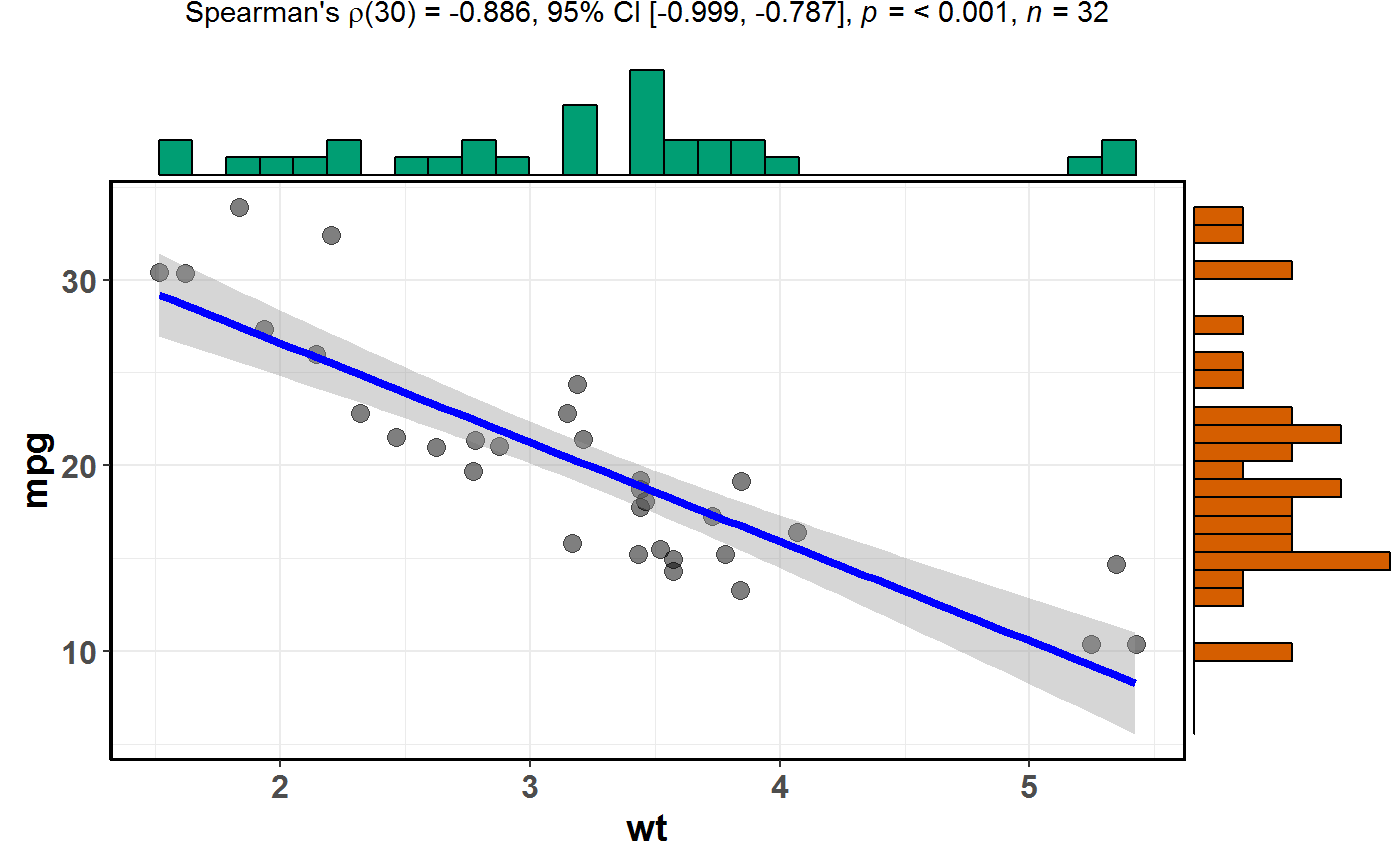 Spearman's ρ(30) = -0.886, 95% CI [-0.999, -0.787], p = < 0.001, n = 32
30
20
10
mpg
2 3 4 5
wt